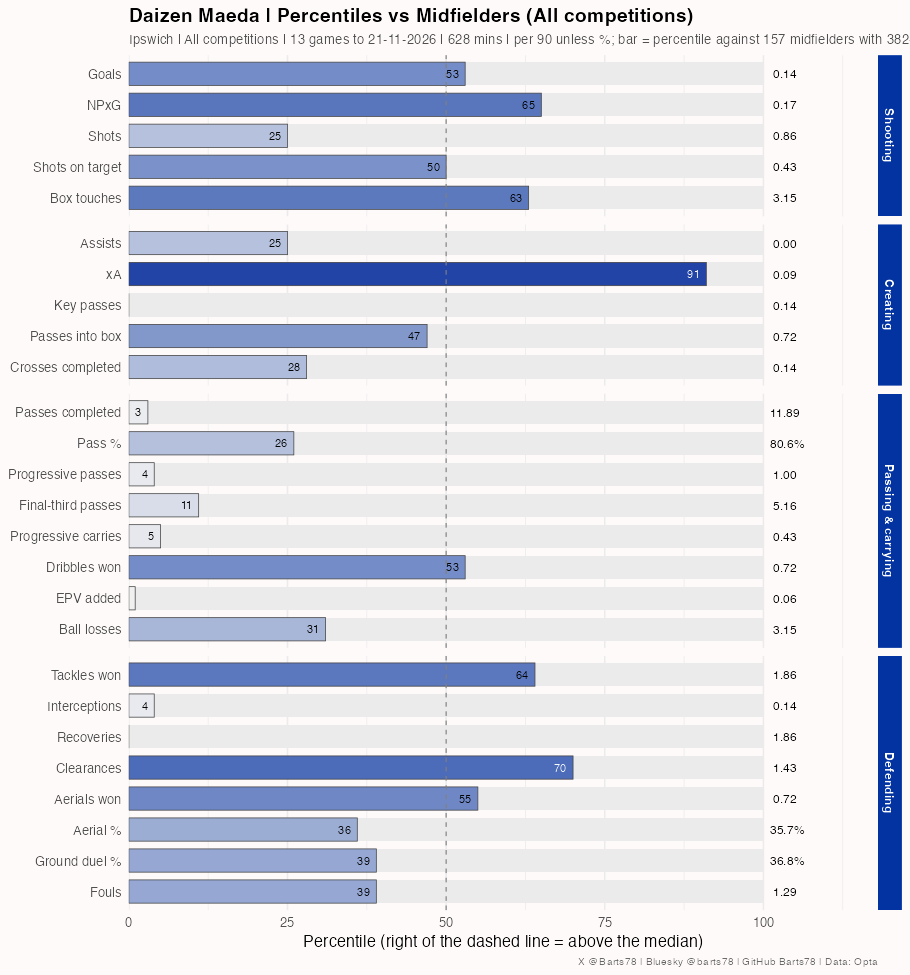 Daizen Maeda | Percentiles vs Midfielders (All competitions)
Ipswich | All competitions | 13 games to 21-11-2026 | 628 mins | per 90 unless %; bar = percentile against 157 midfielders with 382
Goals 53 0.14
NPxG 65 0.17
Shots 25 0.86
Shots on target 50 0.43
Box touches 63 3.15
Shooting
Assists 25 0.00
xA 91 0.09
Key passes 0.14
Passes into box 47 0.72
Crosses completed 28 0.14
Creating
Passes completed 3 11.89
Pass % 26 80.6%
Progressive passes 4 1.00
Final-third passes 11 5.16
Progressive carries 5 0.43
Dribbles won 53 0.72
EPV added 0.06
Ball losses 31 3.15
Passing & carrying
Tackles won 64 1.86
Interceptions 4 0.14
Recoveries 1.86
Clearances 70 1.43
Aerials won 55 0.72
Aerial % 36 35.7%
Ground duel % 39 36.8%
Fouls 39 1.29
Defending
0 25 50 75 100
Percentile (right of the dashed line = above the median)
X @Barts78 | Bluesky @barts78 | GitHub Barts78 | Data: Opta